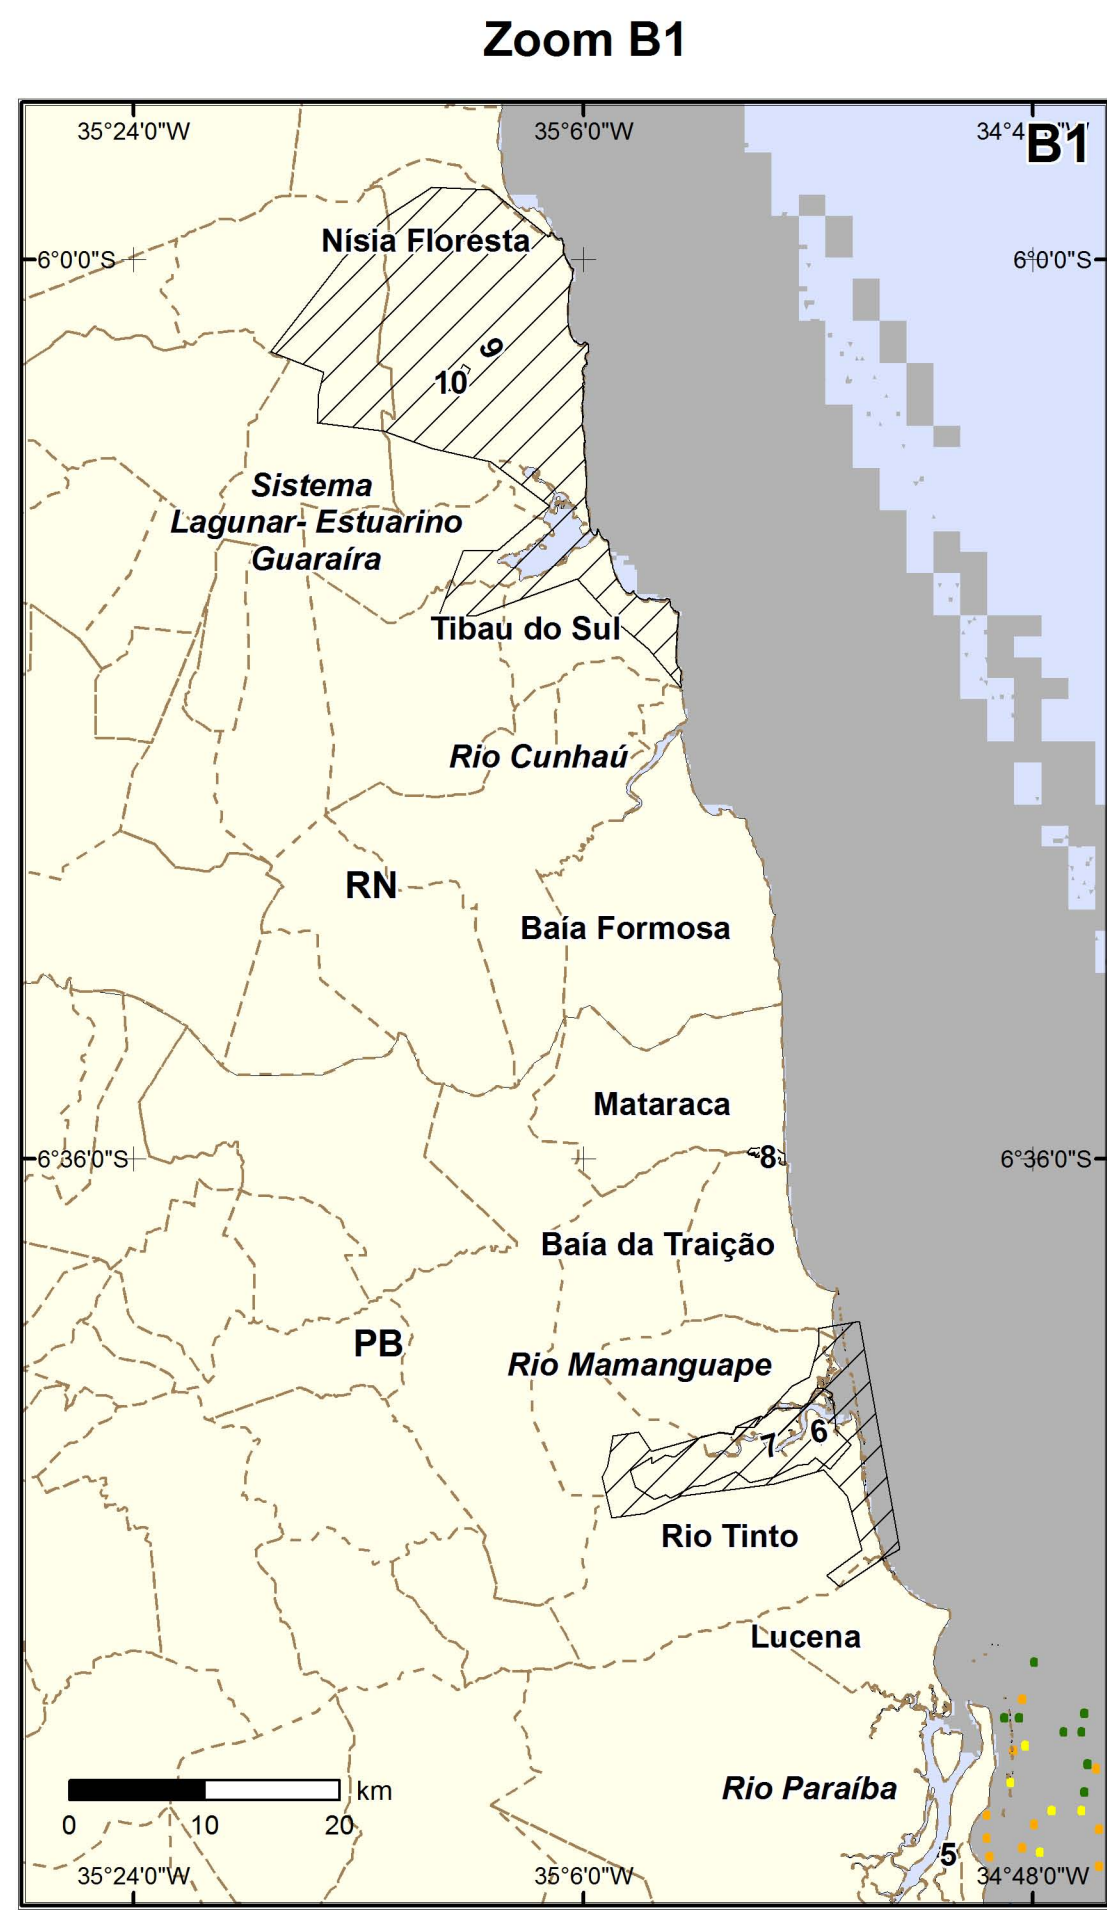 Zoom B1
35°24'0"W
35°6'0"W
34°4
W
B1
Nísia Floresta
6°0'0"S
6°0'0"S
9
10
Sistema
Lagunar- Estuarino
Guaraíra
Tibau do Sul
Rio Cunhaú
RN
Baía Formosa
Mataraca
6°36'0"S
8
6°36'0"S
Baía da Traição
PB
Rio Mamanguape
7
6
Rio Tinto
Lucena
km
Rio Paraíba
0
10
20
5
35°24'0"W
35°6'0"W
34°48'0"W